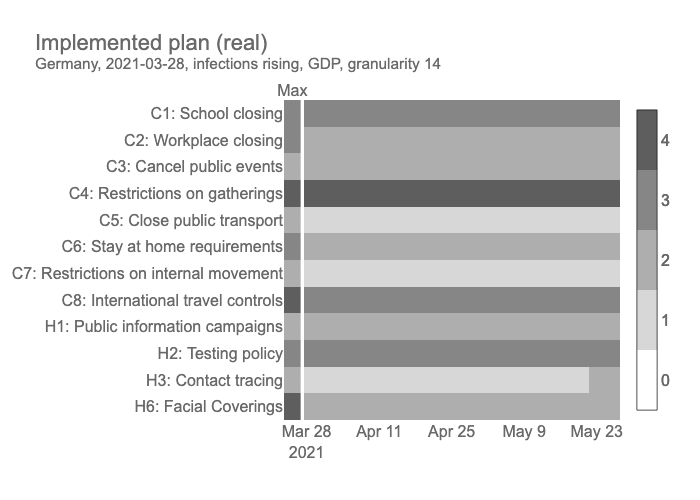 Implemented plan (real)
Germany, 2021-03-28, infections rising, GDP, granularity 14
Max
C1: School closing
C2: Workplace closing
C3: Cancel public events
C4: Restrictions on gatherings
C5: Close public transport
C6: Stay at home requirements
C7: Restrictions on internal movement
C8: International travel controls
H1: Public information campaigns
H2: Testing policy
H3: Contact tracing
H6: Facial Coverings
4
3
2
1
0
Mar 28 Apr 11 Apr 25 May 9 May 23
2021